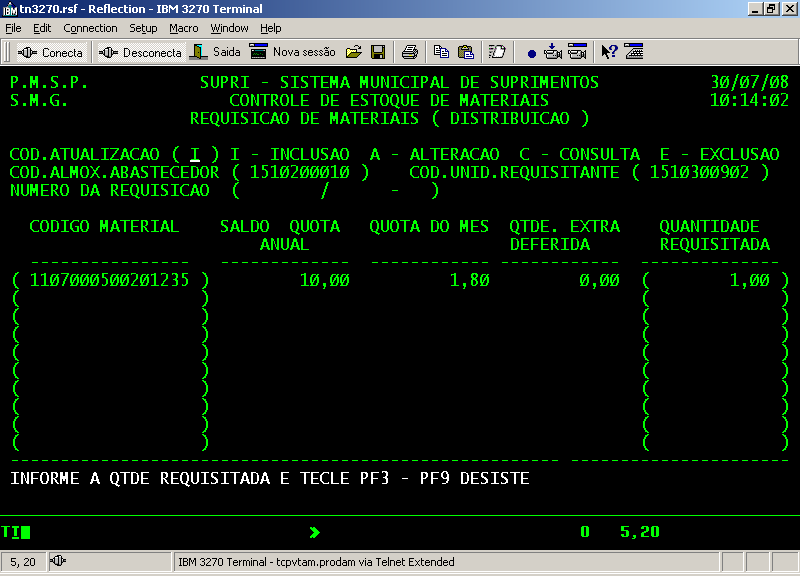 tn3270.rsf - Reflection - IBM 3270 Terminal
File Edit Connection Setup Macro Window Help
Conecta Desconecta Saida Nova sessão
P.M.S.P. SUPRI - SISTEMA MUNICIPAL DE SUPRIMENTOS 30/07/08
S.M.G. CONTROLE DE ESTOQUE DE MATERIAIS 10:14:02
REQUISICAO DE MATERIAIS ( DISTRIBUICAO )
COD.ATUALIZACAO ( I ) I - INCLUSAO A - ALTERACAO C - CONSULTA E - EXCLUSAO
COD.ALMOX.ABASTECEDOR ( 1510200010 ) COD.UNID.REQUISITANTE ( 1510300902 )
NUMERO DA REQUISICAO ( / - )
CODIGO MATERIAL SALDO QUOTA QUOTA DO MES QTDE. EXTRA QUANTIDADE
ANUAL DEFERIDA REQUISITADA
---------------- ------------- ------------ ------------ --------------
( 1107000500201235 ) 10,00 1,80 0,00 ( 1,00 )
( ) ( )
( ) ( )
( ) ( )
( ) ( )
( ) ( )
( ) ( )
( ) ( )
( ) ( )
( ) ( )
------------------------------------------------------- ----------------------
INFORME A QTDE REQUISITADA E TECLE PF3 - PF9 DESISTE
TI > 0 5,20
5, 20 IBM 3270 Terminal - tcpvtam.prodam via Telnet Extended